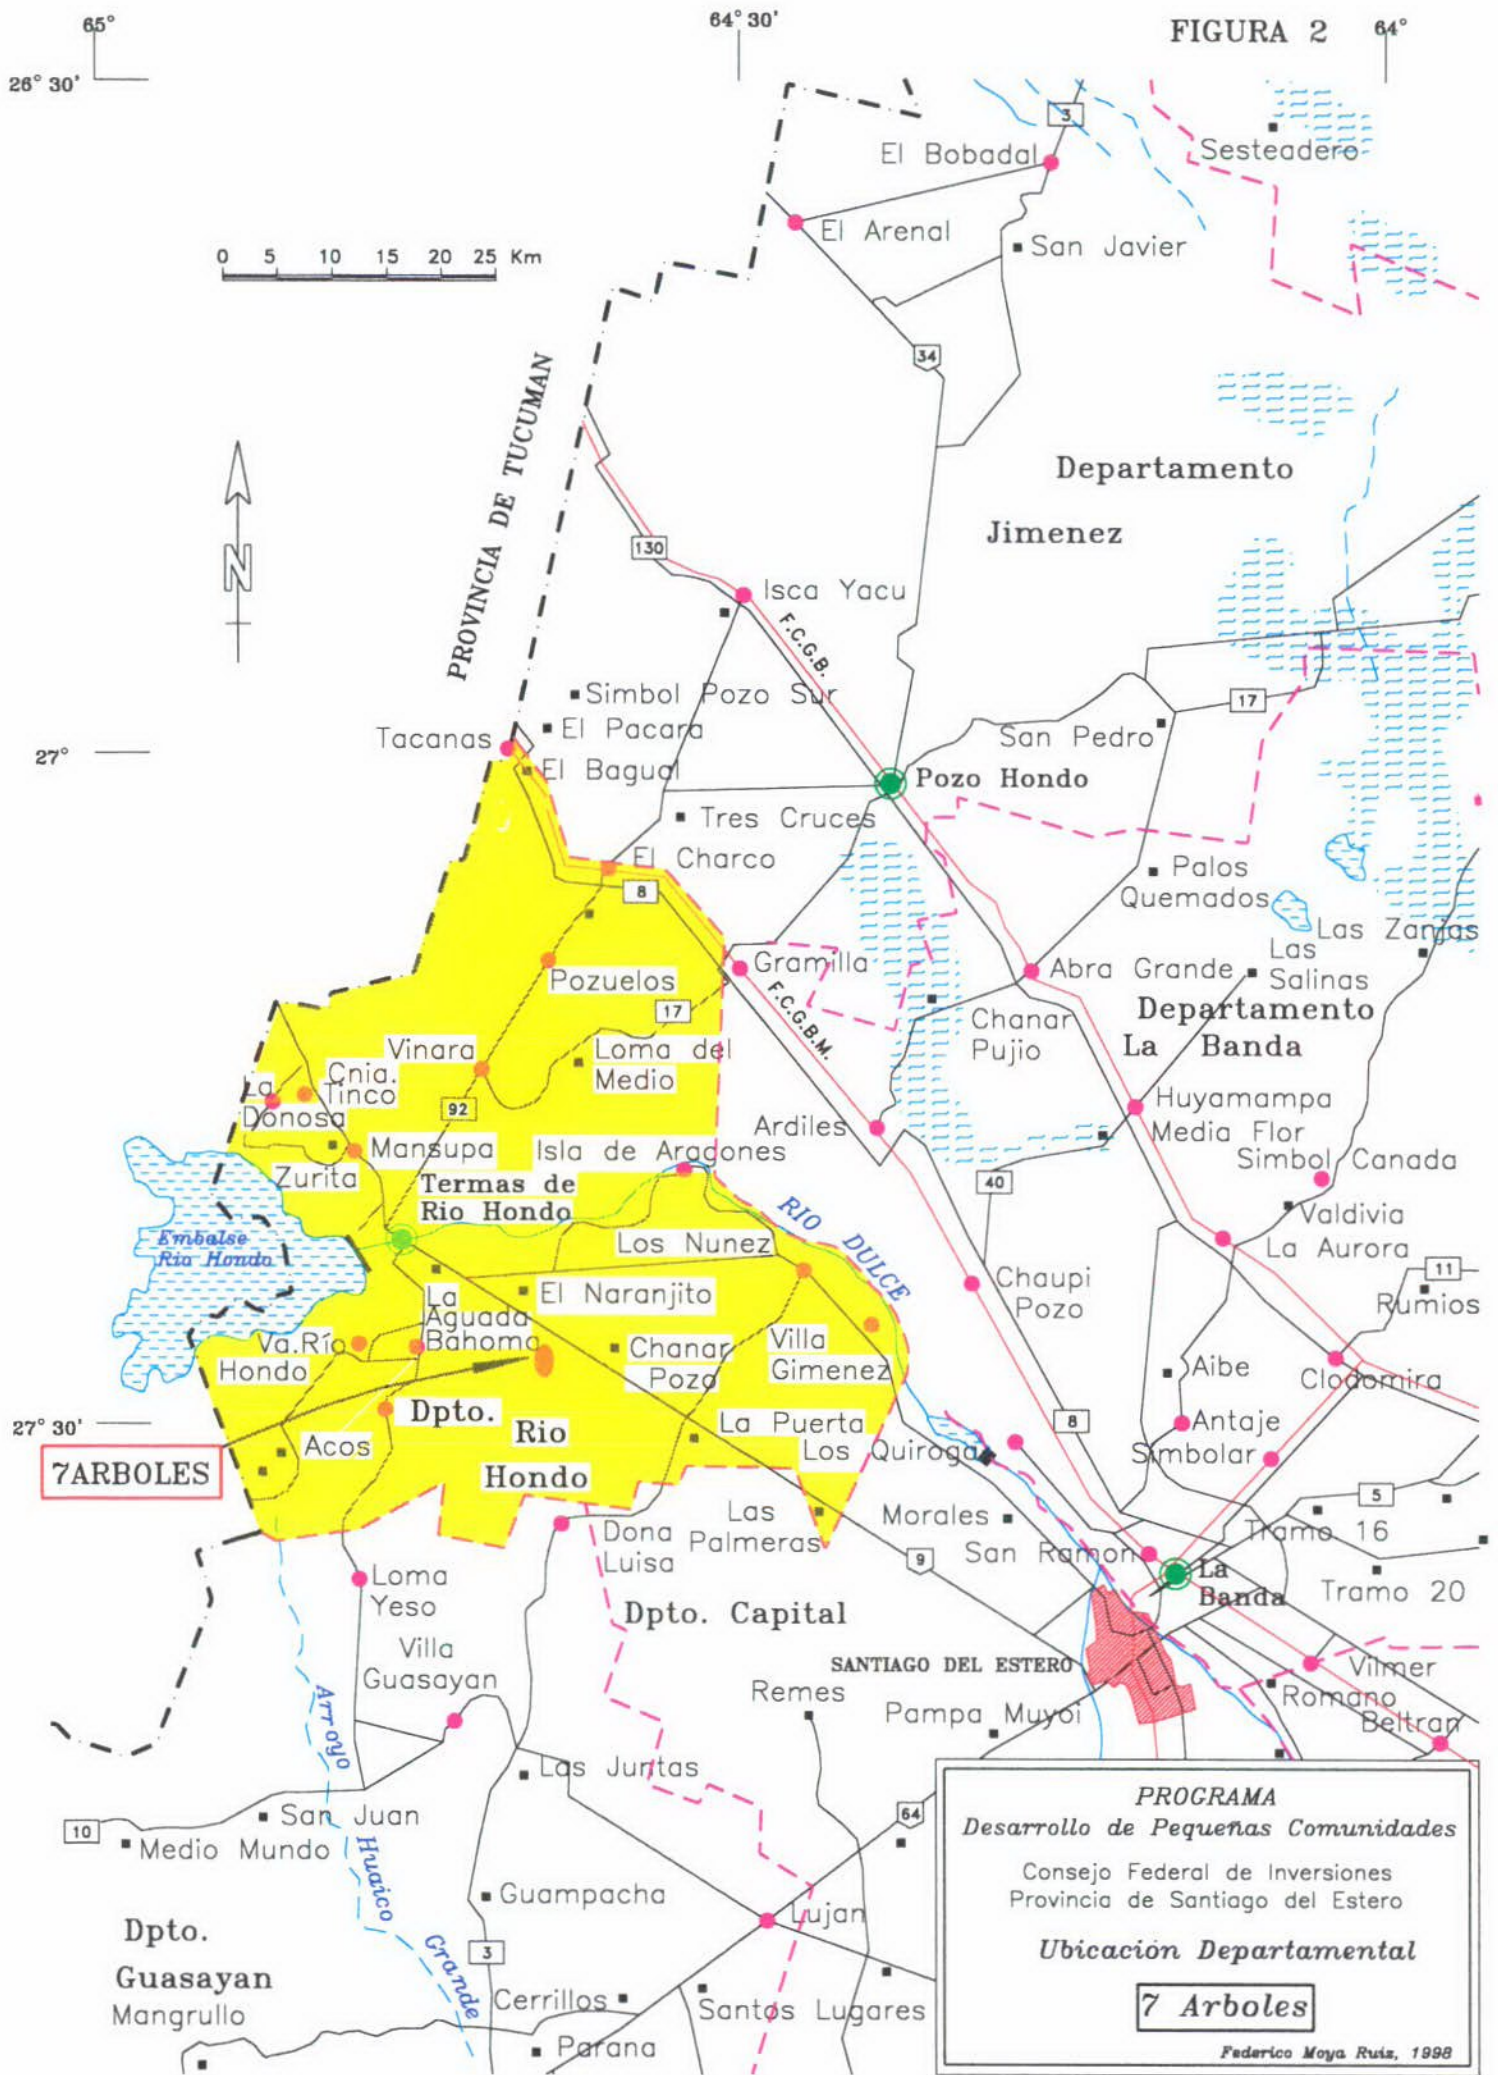 65°
64° 30'
FIGURA 2
64°
26° 30'
3
El Bobadal
Sesteadero
El Arenal
San Javier
0 5 10 15 20 25 Km
34
PROVINCIA DE TUCUMAN
Departamento
Jimenez
N
130
Isca Yacu
F.C.G.B.
Simbol Pozo Sur
17
El Pacara
Tacanas
San Pedro
27°
El Bagual
Pozo Hondo
Tres Cruces
El Charco
8
Palos
Quemados
Las Zanjas
Gramilla
Abra Grande
Las
Salinas
Pozuelos
F.C.G.B.M.
17
Chanar
Pujio
Departamento
La Banda
Vinara
Loma del
Medio
La
Donosa
Cnia.
Tinco
92
Huyamampa
Ardiles
Media Flor
Mansupa
Isla de Aragones
Zurita
Simbol Canada
Termas de
Rio Hondo
40
RIO DULCE
Valdivia
Embalse
Rio Hondo
Los Nunez
La Aurora
11
Chaupi
Pozo
Rumios
El Naranjito
La
Aguada
Bahoma
Va.Río
Hondo
Chanar
Pozo
Villa
Gimenez
Aibe
Clodomira
27° 30'
Dpto.
Rio
Hondo
La Puerta
8
Antaje
Acos
Los Quiroga
Simbolar
7ARBOLES
5
Las
Palmeras
Morales
Tramo 16
Dona
Luisa
San Ramon
9
La
Banda
Tramo 20
Loma
Yeso
Dpto. Capital
Villa
Guasayan
SANTIAGO DEL ESTERO
Vilmer
Remes
Romano
Pampa Muyoi
Beltran
Arroyo
Huaico
Grande
Las Juntas
San Juan
64
10
Medio Mundo
Guampacha
Lujan
Dpto.
Guasayan
3
Mangrullo
Cerrillos
Santos Lugares
Parana
PROGRAMA
Desarrollo de Pequeñas Comunidades
Consejo Federal de Inversiones
Provincia de Santiago del Estero
Ubicación Departamental
7 Arboles
Federico Moya Ruiz, 1998